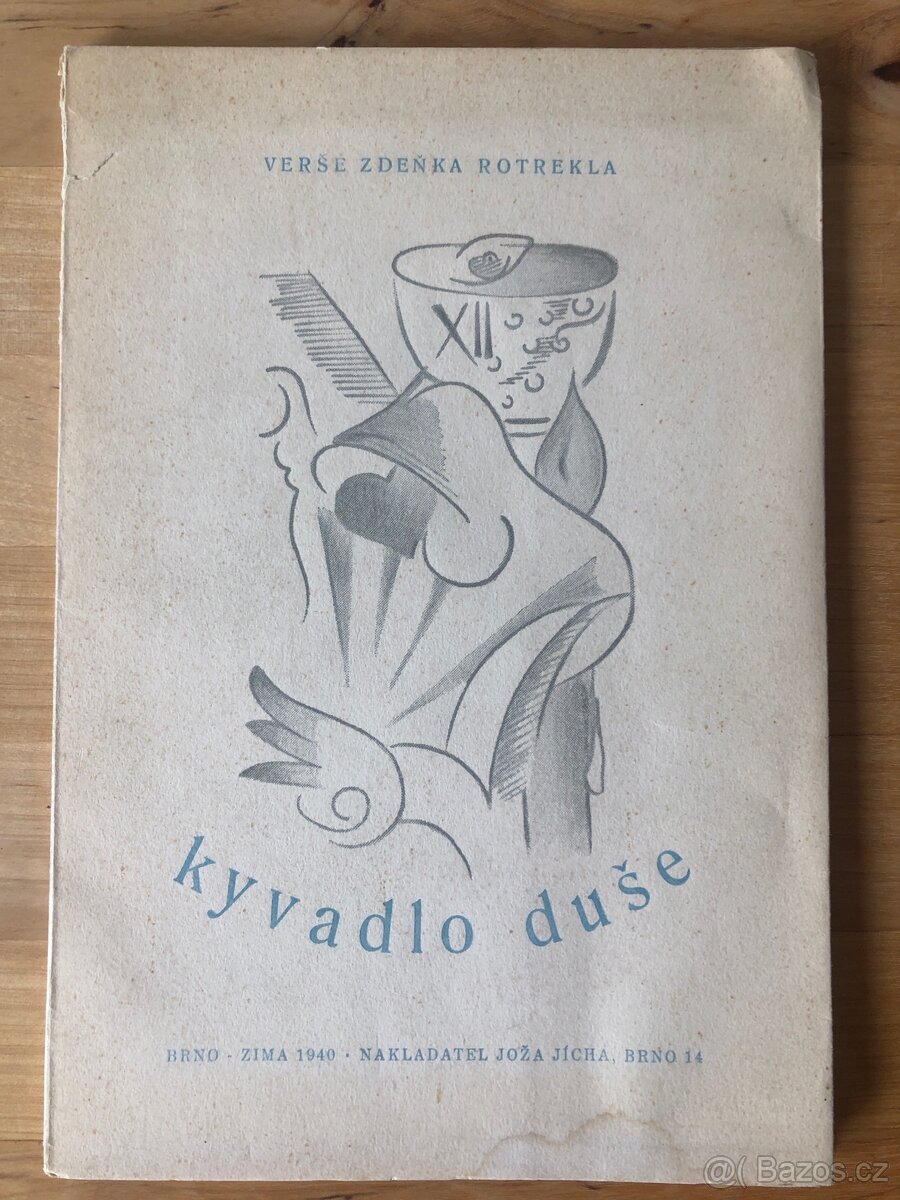 VERŠE ZDEŇKA ROTREKLA
XII
kyvadlo duše
BRNO - ZIMA 1940 · NAKLADATEL JOŽA JÍCHA, BRNO 14
@( Bazos.cz